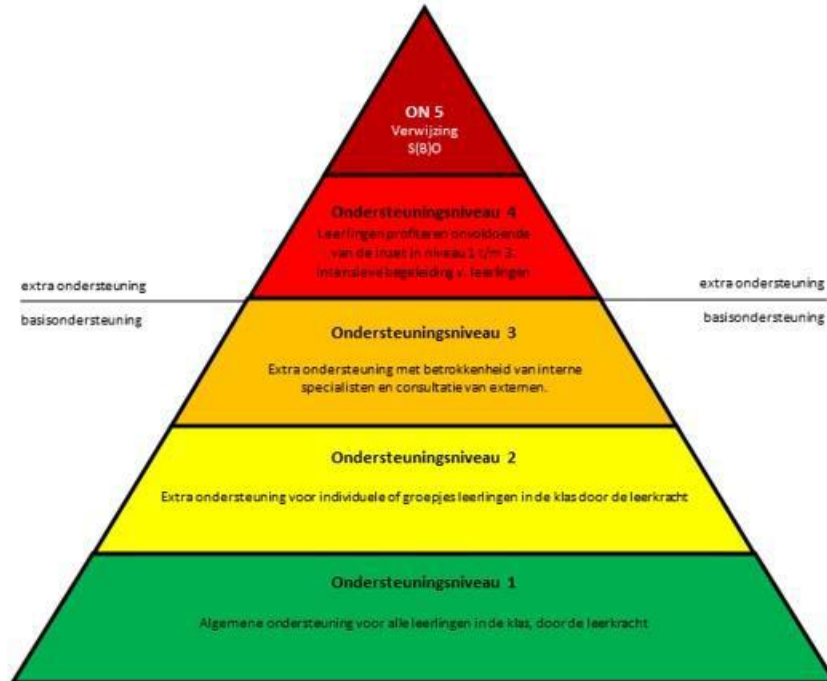 ON 5
Verwijzing
S(B)O
Ondersteuningsniveau 4
Leerlingen profiteren onvoldoende
van de inzet in niveau 1 t/m 3.
Intensieve begeleiding v. leerlingen
extra ondersteuning
extra ondersteuning
basisondersteuning
basisondersteuning
Ondersteuningsniveau 3
Extra ondersteuning met betrokkenheid van interne
specialisten en consultatie van externen.
Ondersteuningsniveau 2
Extra ondersteuning voor individuele of groepjes leerlingen in de klas door de leerkracht
Ondersteuningsniveau 1
Algemene ondersteuning voor alle leerlingen in de klas, door de leerkracht